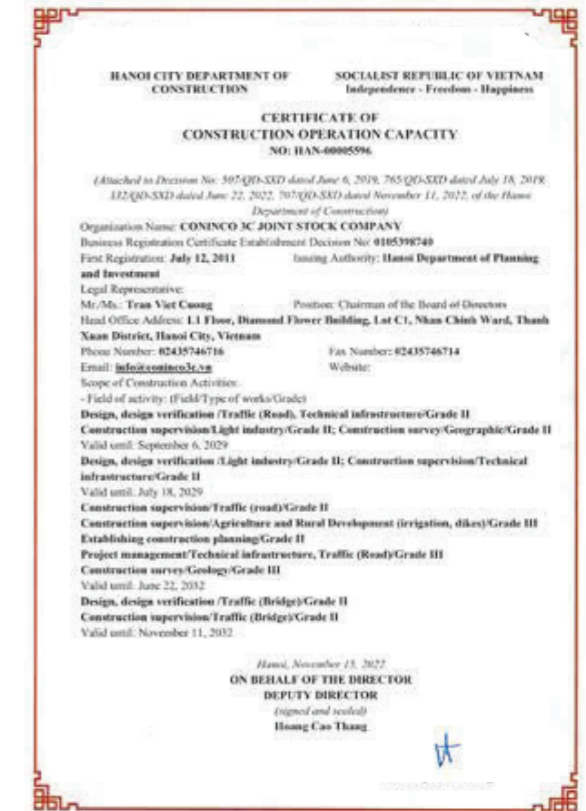 HANOI CITY DEPARTMENT OF CONSTRUCTION
SOCIALIST REPUBLIC OF VIETNAM
Independence - Freedom - Happiness
CERTIFICATE OF
CONSTRUCTION OPERATION CAPACITY
NO: HAN-00005596
(Attached to Decision No: 507/QD-SXD dated June 6, 2019, 765/QD-SXD dated July 18, 2019,
332/QD-SXD dated June 22, 2022, 707/QD-SXD dated November 11, 2022, of the Hanoi
Department of Construction)
Organization Name: CONINCO 3C JOINT STOCK COMPANY
Business Registration Certificate Establishment Decision No: 0105398740
First Registration: July 12, 2011 Issuing Authority: Hanoi Department of Planning
and Investment
Legal Representative:
Mr./Ms.: Tran Viet Cuong Position: Chairman of the Board of Directors
Head Office Address: L1 Floor, Diamond Flower Building, Lot C1, Nhan Chinh Ward, Thanh
Xuan District, Hanoi City, Vietnam
Phone Number: 02435746716 Fax Number: 02435746714
Email: info@coninco3c.vn Website:
Scope of Construction Activities:
- Field of activity: (Field/Type of works/Grade)
Design, design verification /Traffic (Road), Technical infrastructure/Grade II
Construction supervision/Light industry/Grade II; Construction survey/Geographic/Grade II
Valid until: September 6, 2029
Design, design verification /Light industry/Grade II; Construction supervision/Technical
infrastructure/Grade II
Valid until: July 18, 2029
Construction supervision/Traffic (road)/Grade II
Construction supervision/Agriculture and Rural Development (irrigation, dikes)/Grade III
Establishing construction planning/Grade II
Project management/Technical infrastructure, Traffic (Road)/Grade III
Construction survey/Geology/Grade III
Valid until: June 22, 2032
Design, design verification /Traffic (Bridge)/Grade II
Construction supervision/Traffic (Bridge)/Grade II
Valid until: November 11, 2032
Hanoi, November 15, 2022
ON BEHALF OF THE DIRECTOR
DEPUTY DIRECTOR
(signed and sealed)
Hoang Cao Thang